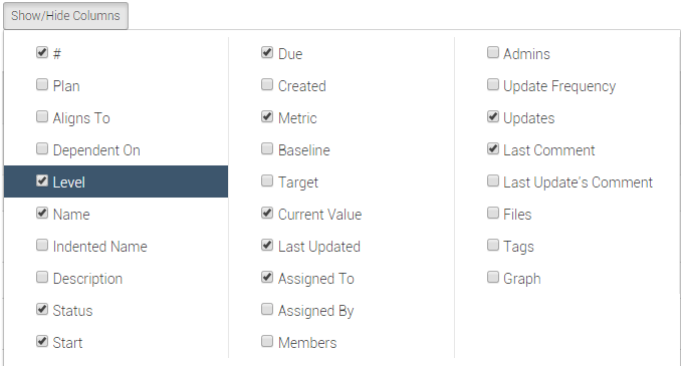 Show/Hide Columns
#
Plan
Aligns To
Dependent On
Level
Name
Indented Name
Description
Status
Start
Due
Created
Metric
Baseline
Target
Current Value
Last Updated
Assigned To
Assigned By
Members
Admins
Update Frequency
Updates
Last Comment
Last Update's Comment
Files
Tags
Graph